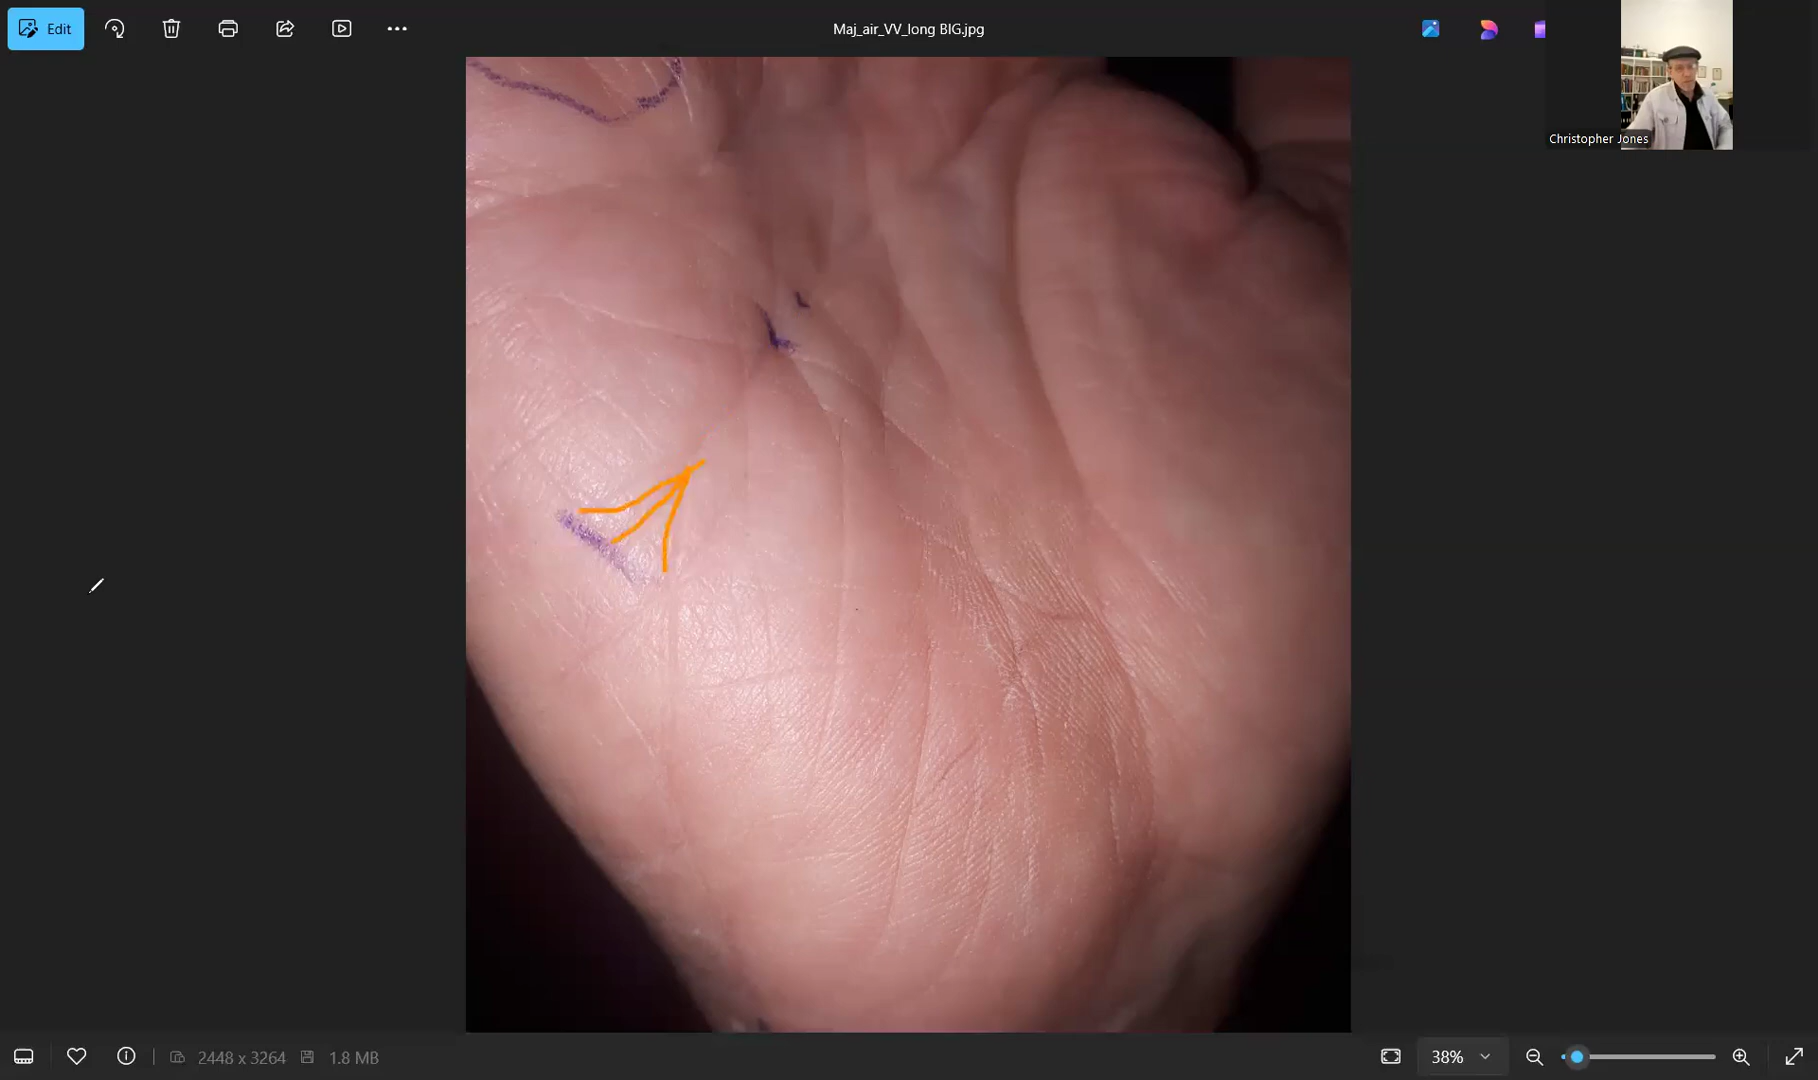 Edit
Maj_air_VV_long BIG.jpg
Christopher Jones
2448 x 3264
1.8 MB
38%